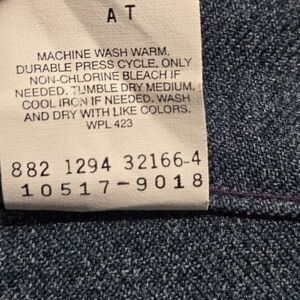 AT
MACHINE WASH WARM.
DURABLE PRESS CYCLE. ONLY
NON-CHLORINE BLEACH IF
NEEDED. TUMBLE DRY MEDIUM.
COOL IRON IF NEEDED. WASH
AND DRY WITH LIKE COLORS.
WPL 423
882 1294 32166-4
10517-9018